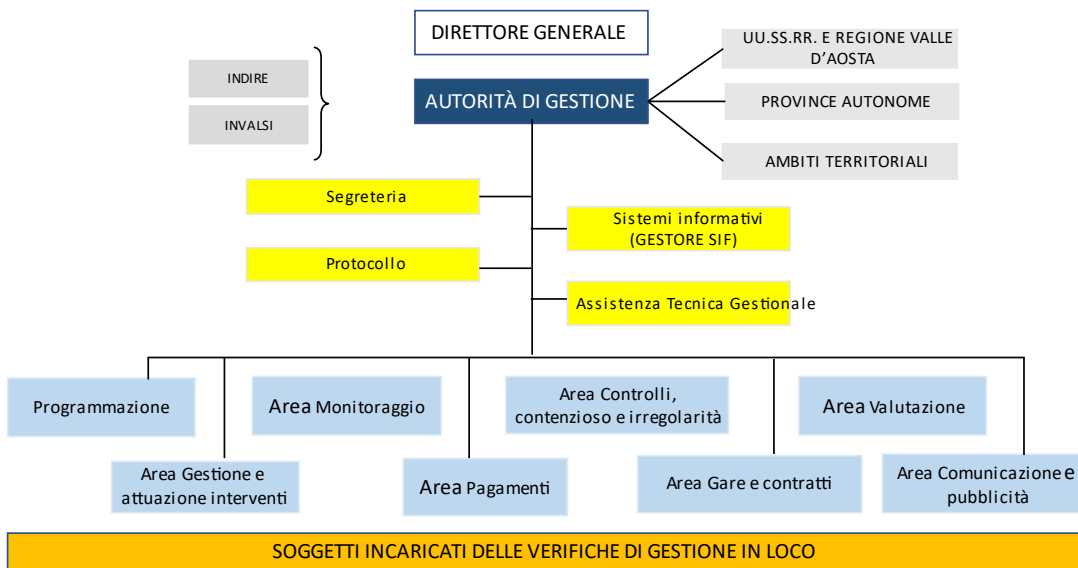 DIRETTORE GENERALE
UU.SS.RR. E REGIONE VALLE
D’AOSTA
INDIRE
AUTORITÀ DI GESTIONE
PROVINCE AUTONOME
INVALSI
AMBITI TERRITORIALI
Segreteria
Sistemi informativi
(GESTORE SIF)
Protocollo
Assistenza Tecnica Gestionale
Programmazione
Area Monitoraggio
Area Controlli,
contenzioso e irregolarità
Area Valutazione
Area Gestione e
attuazione interventi
Area Pagamenti
Area Gare e contratti
Area Comunicazione e
pubblicità
SOGGETTI INCARICATI DELLE VERIFICHE DI GESTIONE IN LOCO